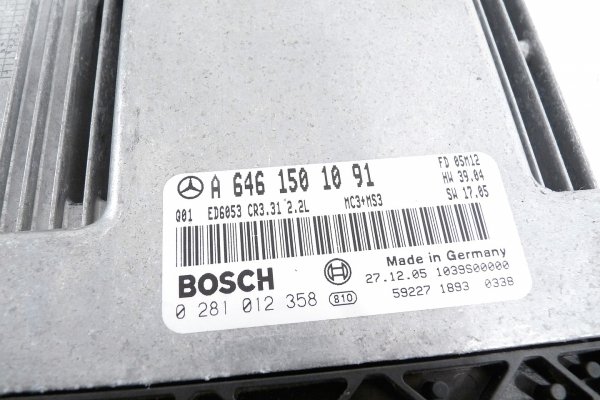 FD 05M12
A 646 150 10 91 HW 39.04
Q01 ED6053 CR3.31 2.2L MC3+MS3 SW 17.05
Made in Germany
BOSCH 27.12.05 1039S00000
0 281 012 358 B10 59227 1893 0338